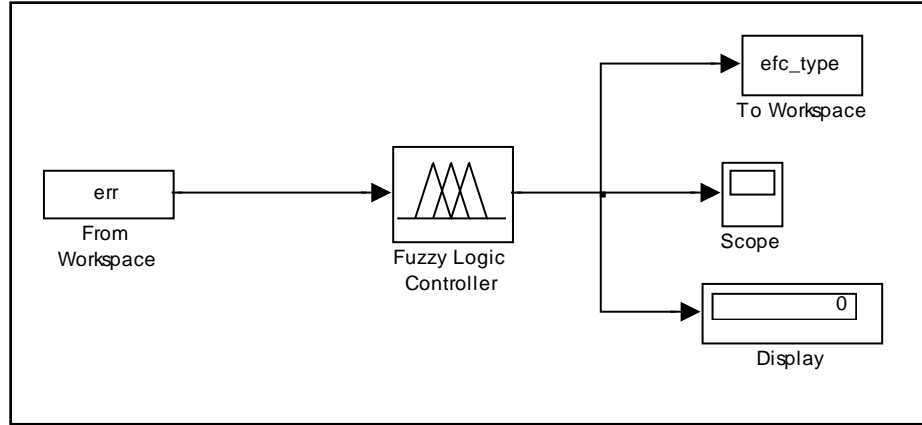 efc_type
To Workspace
err
From
Workspace
Fuzzy Logic
Controller
Scope
0
Display